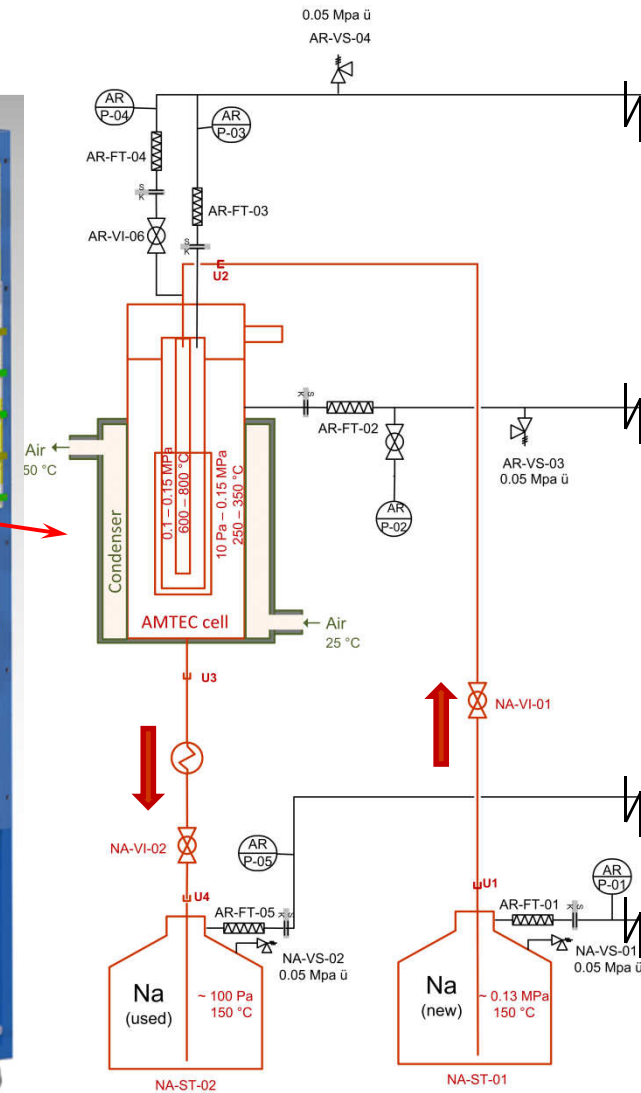 0.05 Mpa ü
AR-VS-04
AR
P-04
AR
P-03
AR-FT-04
S
K
AR-FT-03
AR-VI-06
S
K
U2
S
K
AR-FT-02
AR-VS-03
0.05 Mpa ü
AR
P-02
Air
50 °C
Condenser
0.1 – 0.15 MPa
600 – 800 °C
10 Pa – 0.15 MPa
250 – 350 °C
AMTEC cell
Air
25 °C
U3
NA-VI-01
NA-VI-02
AR
P-05
AR
P-01
U4
U1
AR-FT-05
S
K
AR-FT-01
S
K
NA-VS-02
0.05 Mpa ü
NA-VS-01
0.05 Mpa ü
Na
(used)
~ 100 Pa
150 °C
Na
(new)
~ 0.13 MPa
150 °C
NA-ST-02
NA-ST-01